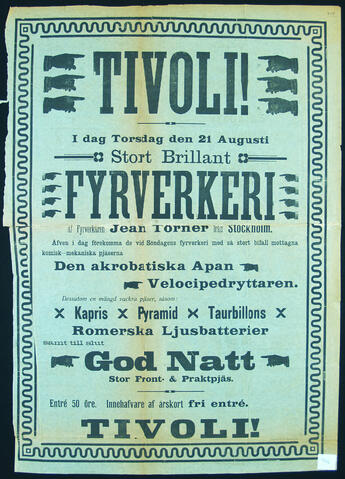 TIVOLI!
I dag Torsdag den 21 Augusti
Stort Brillant
FYRVERKERI
af Fyrverkaren Jean Torner från STOCKHOLM.
Äfven i dag förekomma de vid Söndagens fyrverkeri med så stort bifall mottagna
komisk-mekaniska pjäserna
Den akrobatiska Apan
Velocipedryttaren.
Dessutom en mängd vackra pjäser, såsom:
× Kapris × Pyramid × Taurbillons ×
Romerska Ljusbatterier
samt till slut
God Natt
Stor Front- & Praktpjäs.
Entré 50 öre. Innehafvare af årskort fri entré.
TIVOLI!